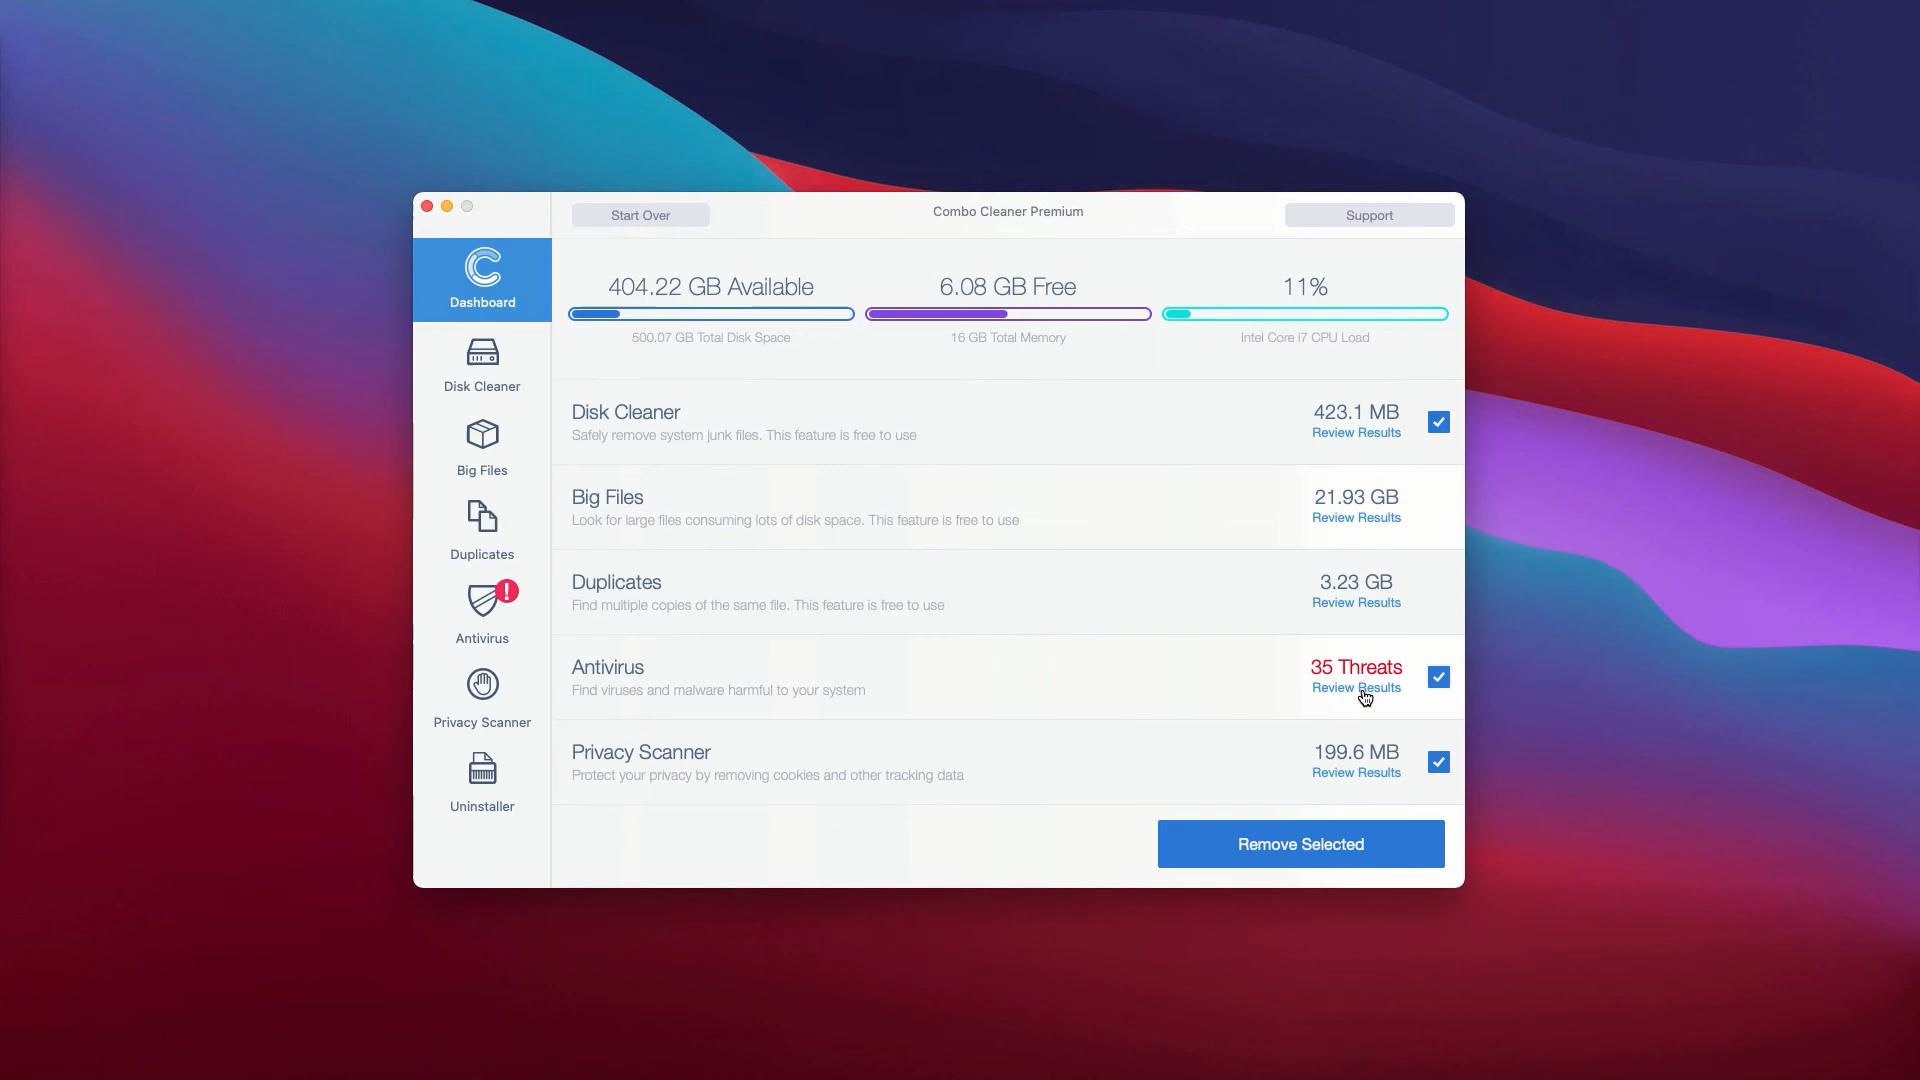 Start Over
Combo Cleaner Premium
Support
Dashboard
Disk Cleaner
Big Files
Duplicates
Antivirus
Privacy Scanner
Uninstaller
404.22 GB Available
500.07 GB Total Disk Space
6.08 GB Free
16 GB Total Memory
11%
Intel Core i7 CPU Load
Disk Cleaner
Safely remove system junk files. This feature is free to use
423.1 MB
Review Results
Big Files
Look for large files consuming lots of disk space. This feature is free to use
21.93 GB
Review Results
Duplicates
Find multiple copies of the same file. This feature is free to use
3.23 GB
Review Results
Antivirus
Find viruses and malware harmful to your system
35 Threats
Review Results
Privacy Scanner
Protect your privacy by removing cookies and other tracking data
199.6 MB
Review Results
Remove Selected